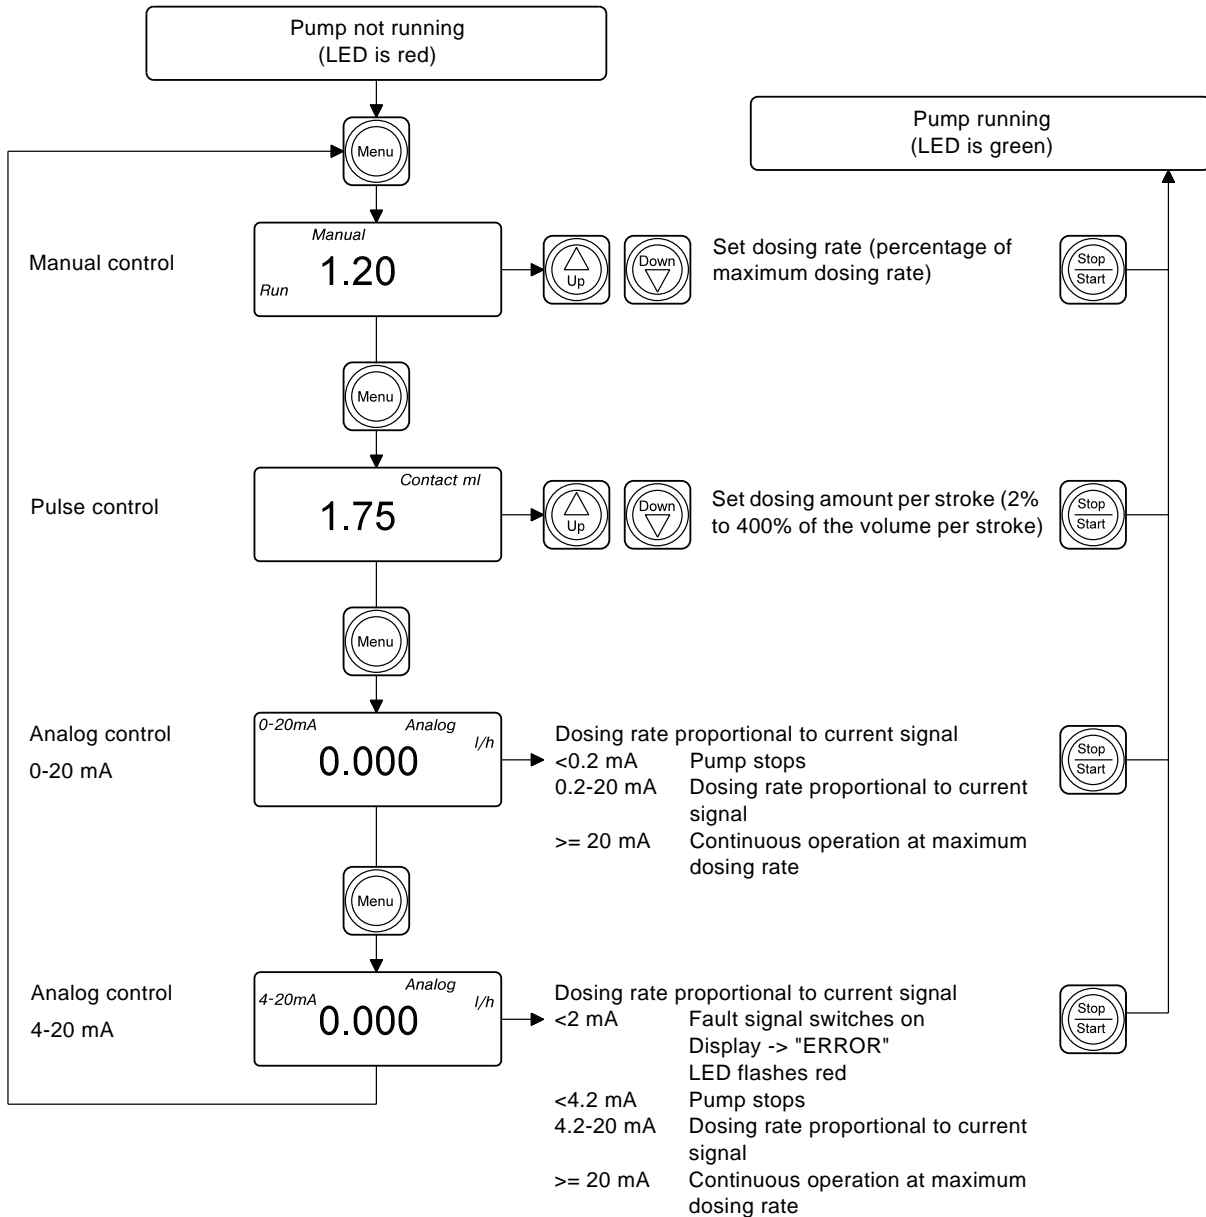 Pump not running
(LED is red)
Pump running
(LED is green)
Menu
Manual control
Manual
1.20
Run
Up
Down
Set dosing rate (percentage of
maximum dosing rate)
Stop
Start
Menu
Pulse control
Contact ml
1.75
Up
Down
Set dosing amount per stroke (2%
to 400% of the volume per stroke)
Stop
Start
Menu
Analog control
0-20 mA
0-20mA
Analog
l/h
0.000
Dosing rate proportional to current signal
<0.2 mA Pump stops
0.2-20 mA Dosing rate proportional to current
signal
>= 20 mA Continuous operation at maximum
dosing rate
Stop
Start
Menu
Analog control
4-20 mA
4-20mA
Analog
l/h
0.000
Dosing rate proportional to current signal
<2 mA Fault signal switches on
Display -> "ERROR"
LED flashes red
<4.2 mA Pump stops
4.2-20 mA Dosing rate proportional to current
signal
>= 20 mA Continuous operation at maximum
dosing rate
Stop
Start